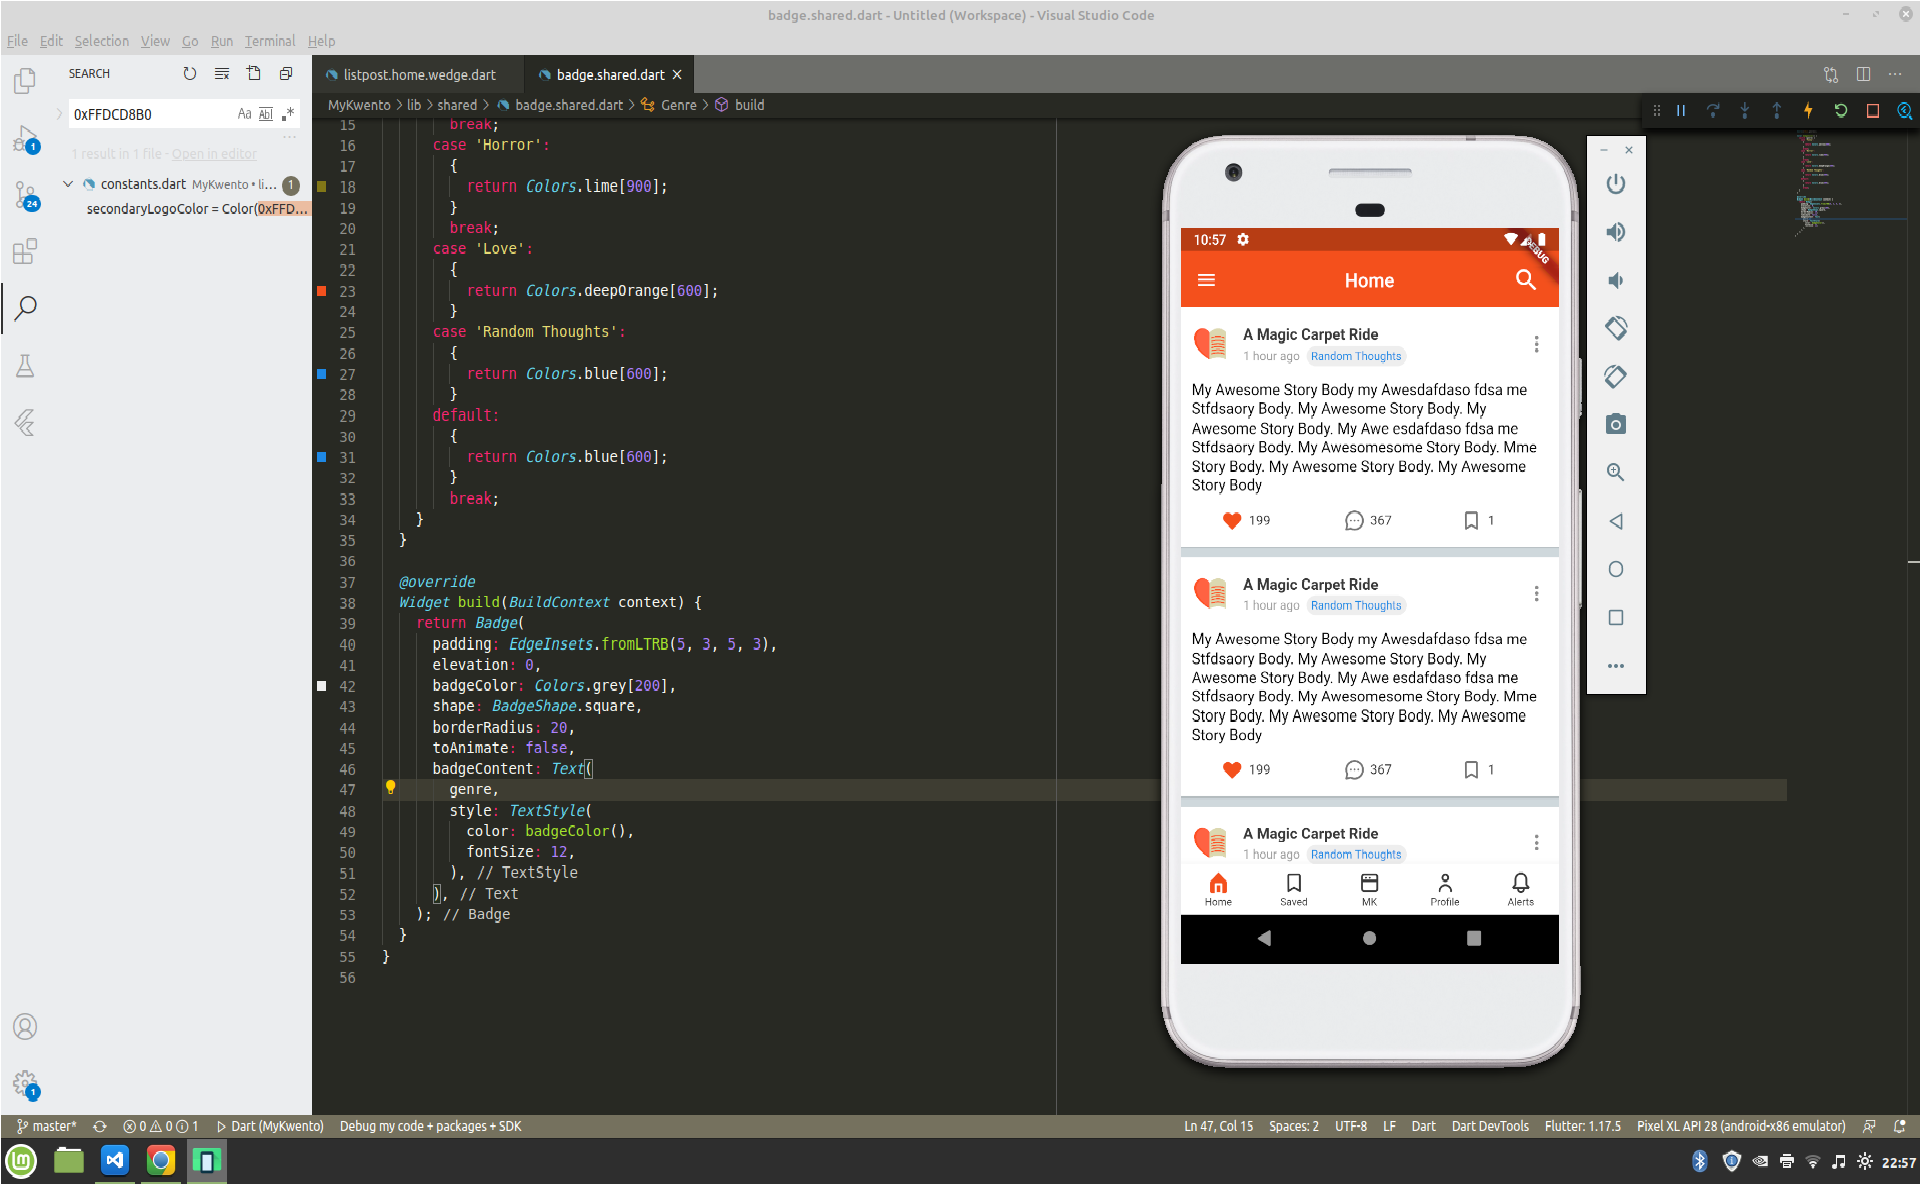 badge.shared.dart - Untitled (Workspace) - Visual Studio Code
File Edit Selection View Go Run Terminal Help
SEARCH
0xFFDCD8B0 Aa Abl .*
1 result in 1 file - Open in editor
constants.dart MyKwento • li... 1
secondaryLogoColor = Color(0xFFD...
1
24
1
listpost.home.wedge.dart badge.shared.dart
MyKwento > lib > shared > badge.shared.dart > Genre > build
15 break;
16 case 'Horror':
17 {
18 return Colors.lime[900];
19 }
20 break;
21 case 'Love':
22 {
23 return Colors.deepOrange[600];
24 }
25 case 'Random Thoughts':
26 {
27 return Colors.blue[600];
28 }
29 default:
30 {
31 return Colors.blue[600];
32 }
33 break;
34 }
35 }
36
37 @override
38 Widget build(BuildContext context) {
39 return Badge(
40 padding: EdgeInsets.fromLTRB(5, 3, 5, 3),
41 elevation: 0,
42 badgeColor: Colors.grey[200],
43 shape: BadgeShape.square,
44 borderRadius: 20,
45 toAnimate: false,
46 badgeContent: Text(
47 genre,
48 style: TextStyle(
49 color: badgeColor(),
50 fontSize: 12,
51 ), // TextStyle
52 ), // Text
53 ); // Badge
54 }
55 }
56
10:57
DEBUG
Home
A Magic Carpet Ride
1 hour ago Random Thoughts
My Awesome Story Body my Awesdafdaso fdsa me
Stfdsaory Body. My Awesome Story Body. My
Awesome Story Body. My Awe esdafdaso fdsa me
Stfdsaory Body. My Awesomesome Story Body. Mme
Story Body. My Awesome Story Body. My Awesome
Story Body
199 367 1
A Magic Carpet Ride
1 hour ago Random Thoughts
My Awesome Story Body my Awesdafdaso fdsa me
Stfdsaory Body. My Awesome Story Body. My
Awesome Story Body. My Awe esdafdaso fdsa me
Stfdsaory Body. My Awesomesome Story Body. Mme
Story Body. My Awesome Story Body. My Awesome
Story Body
199 367 1
A Magic Carpet Ride
1 hour ago Random Thoughts
Home Saved MK Profile Alerts
master* 0 0 1 Dart (MyKwento) Debug my code + packages + SDK
Ln 47, Col 15 Spaces: 2 UTF-8 LF Dart Dart DevTools Flutter: 1.17.5 Pixel XL API 28 (android-x86 emulator)
22:57